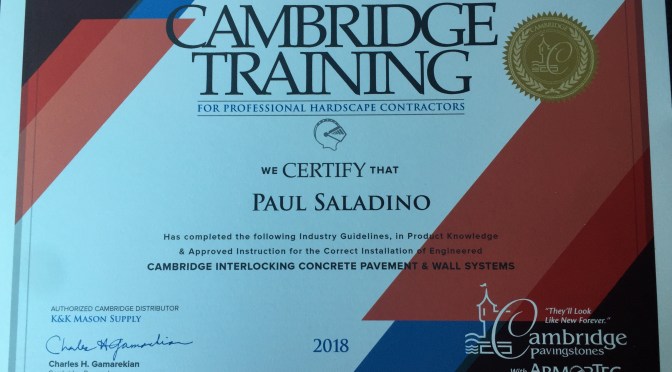 CAMBRIDGE
TRAINING
FOR PROFESSIONAL HARDSCAPE CONTRACTORS
WE CERTIFY THAT
PAUL SALADINO
Has completed the following Industry Guidelines, in Product Knowledge
& Approved Instruction for the Correct Installation of Engineered
CAMBRIDGE INTERLOCKING CONCRETE PAVEMENT & WALL SYSTEMS
AUTHORIZED CAMBRIDGE DISTRIBUTOR
K&K MASON SUPPLY
Charles H. Gamarekian
2018
"They'll Look
Like New Forever."
Cambridge
Pavingstones
With ARMORTEC